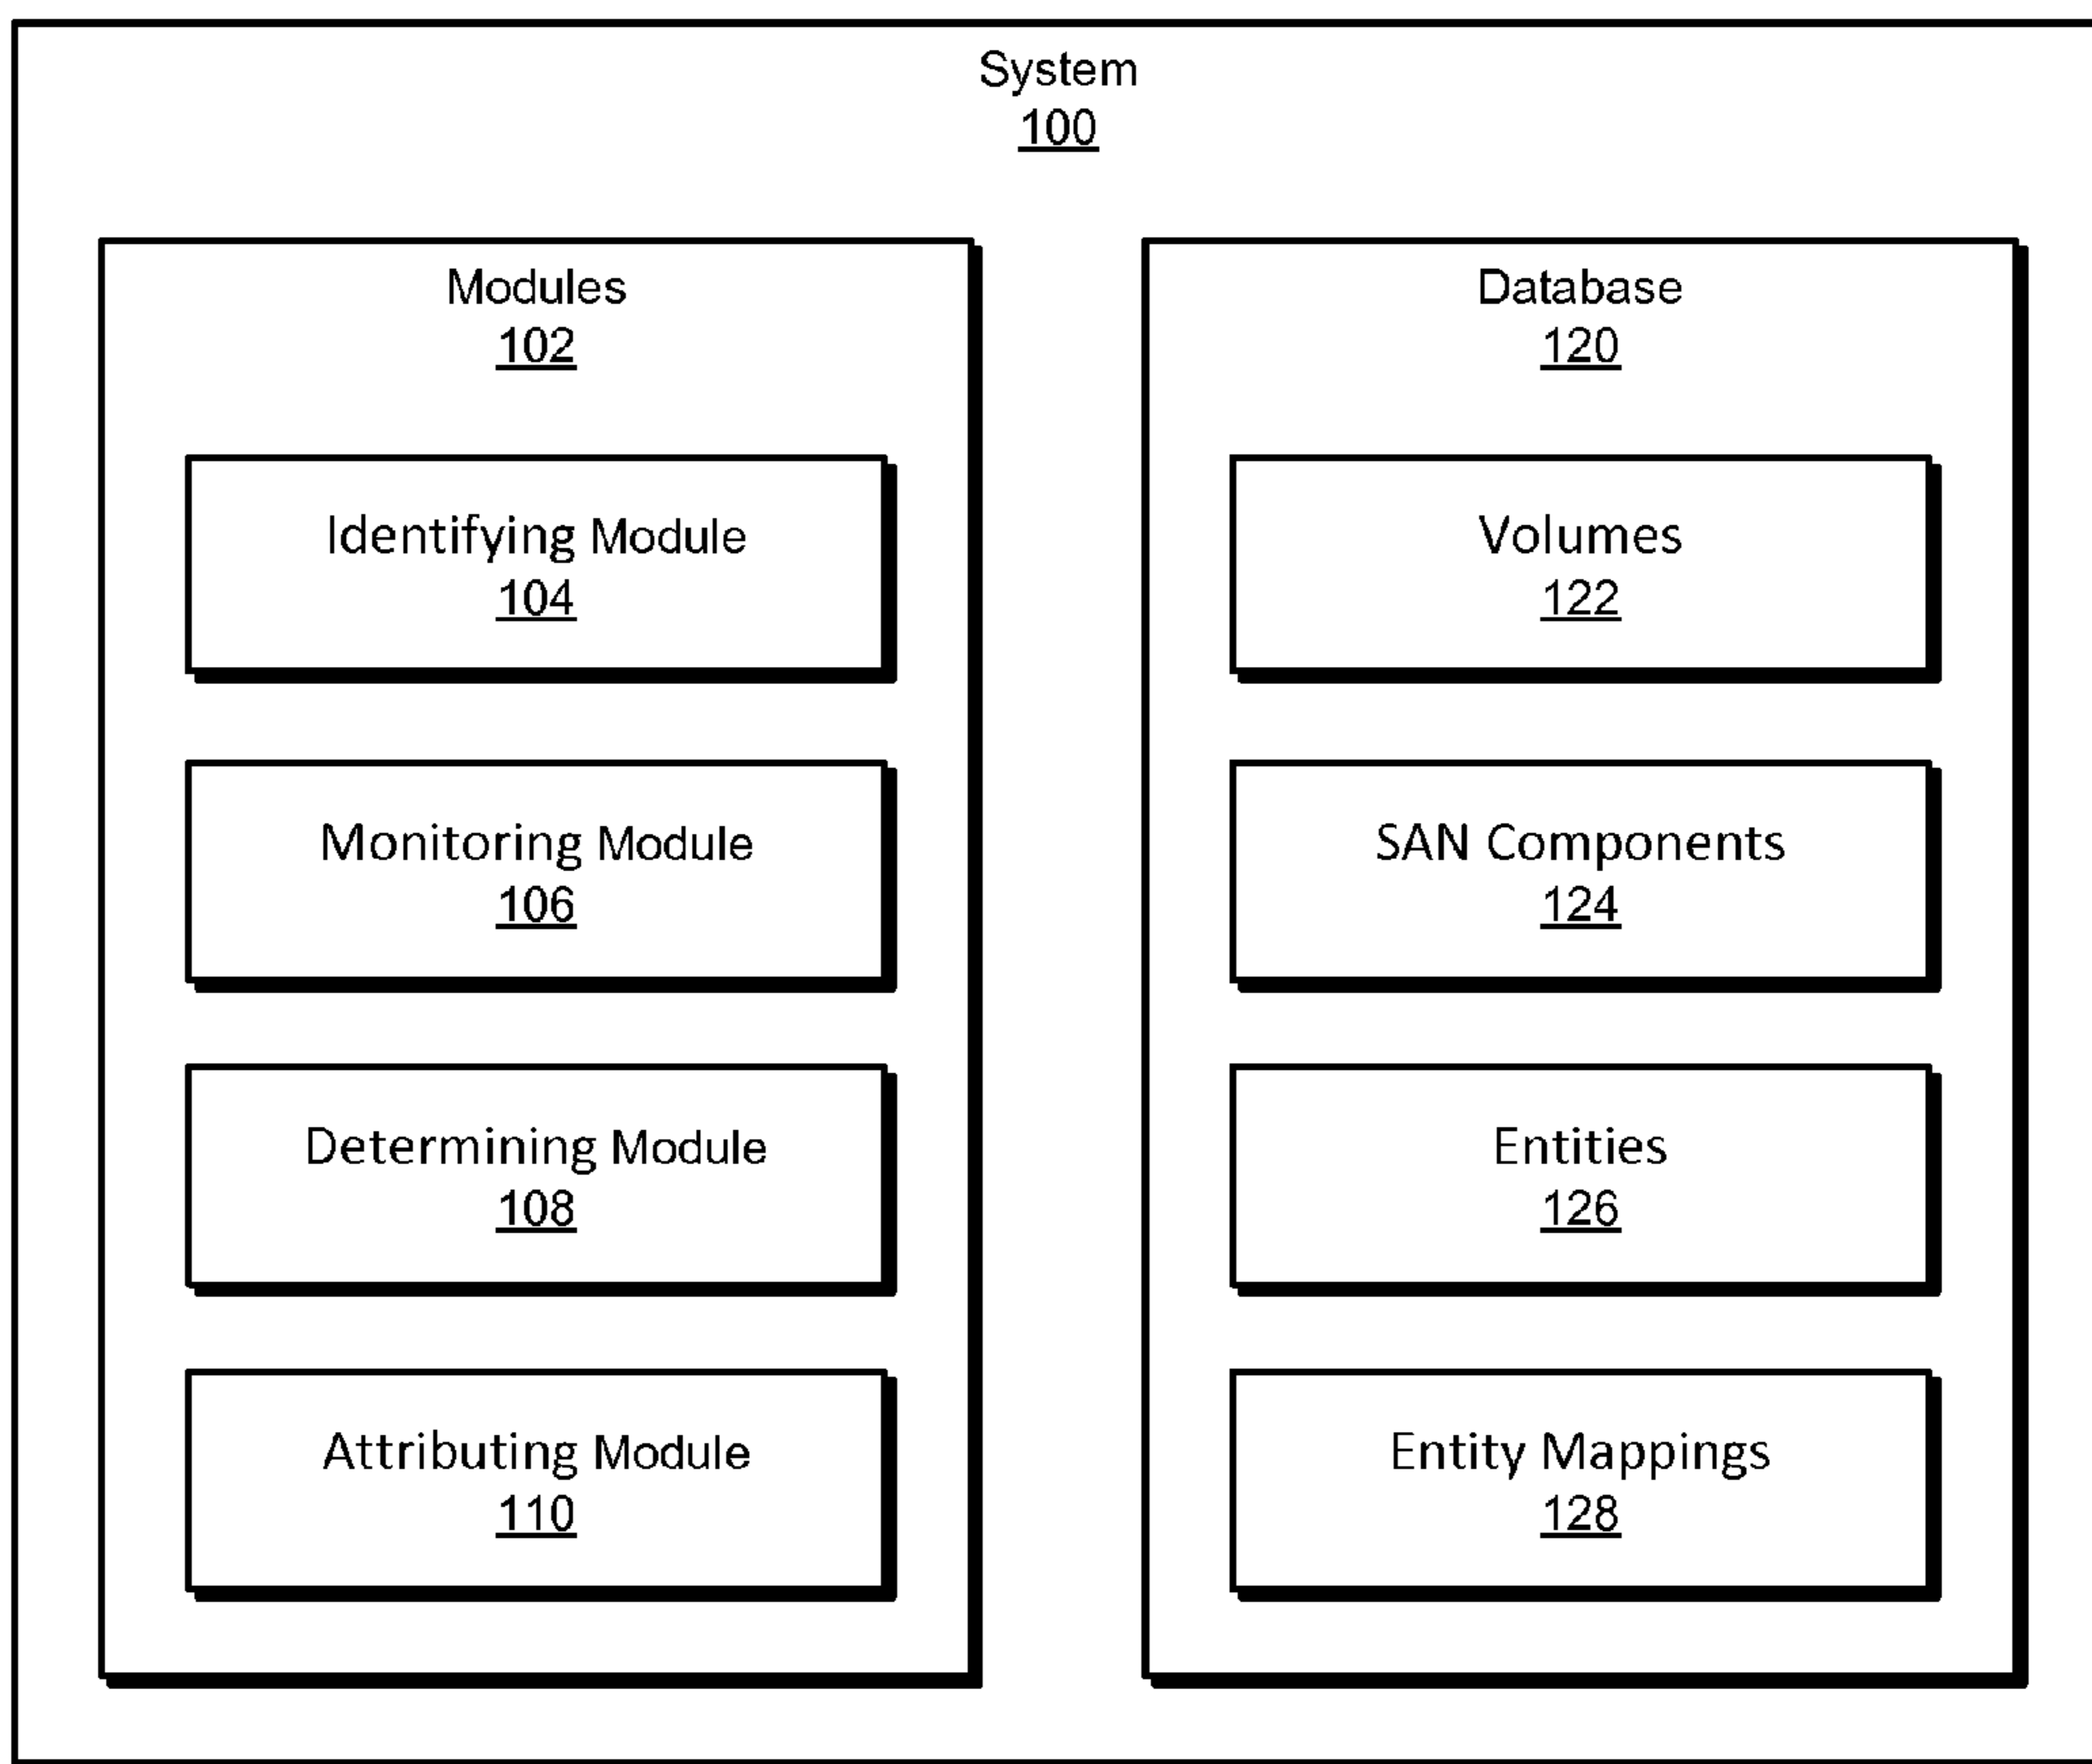 System
100
Modules
102
Identifying Module
104
Monitoring Module
106
Determining Module
108
Attributing Module
110
Database
120
Volumes
122
SAN Components
124
Entities
126
Entity Mappings
128